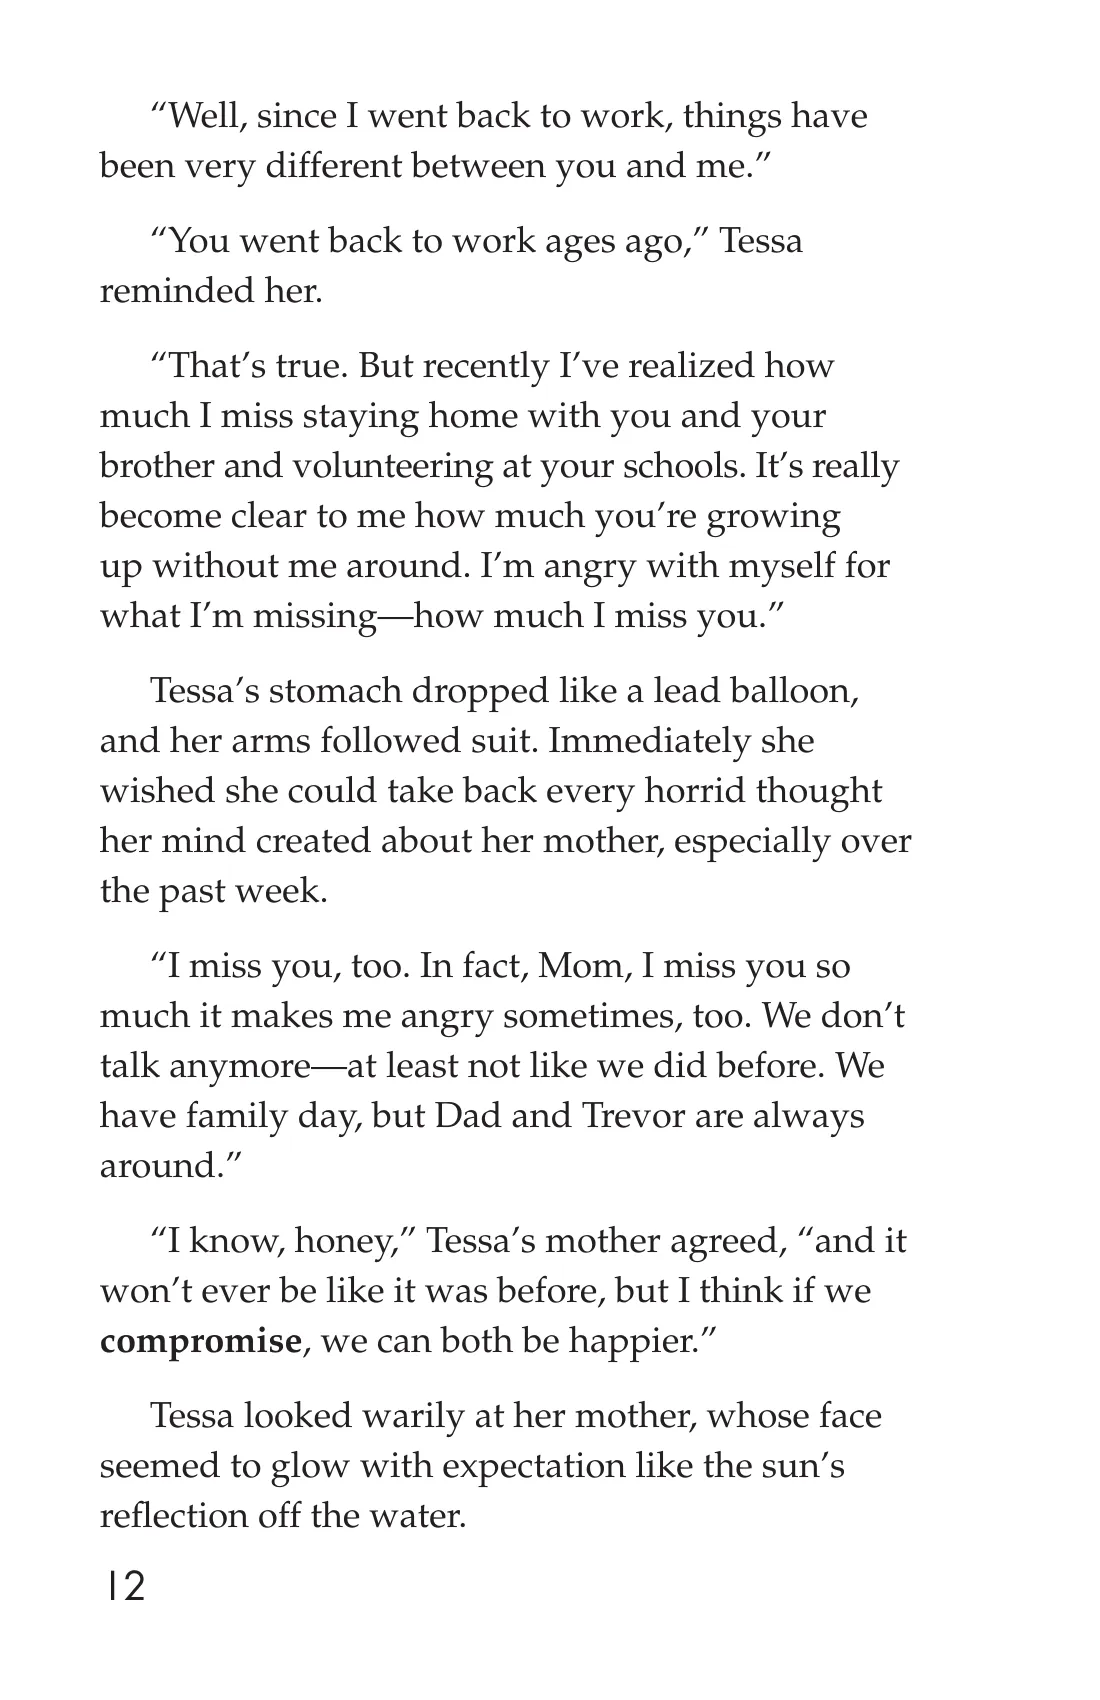 “Well, since I went back to work, things have
been very different between you and me.”
“You went back to work ages ago,” Tessa
reminded her.
“That’s true. But recently I’ve realized how
much I miss staying home with you and your
brother and volunteering at your schools. It’s really
become clear to me how much you’re growing
up without me around. I’m angry with myself for
what I’m missing—how much I miss you.”
Tessa’s stomach dropped like a lead balloon,
and her arms followed suit. Immediately she
wished she could take back every horrid thought
her mind created about her mother, especially over
the past week.
“I miss you, too. In fact, Mom, I miss you so
much it makes me angry sometimes, too. We don’t
talk anymore—at least not like we did before. We
have family day, but Dad and Trevor are always
around.”
“I know, honey,” Tessa’s mother agreed, “and it
won’t ever be like it was before, but I think if we
compromise, we can both be happier.”
Tessa looked warily at her mother, whose face
seemed to glow with expectation like the sun’s
reflection off the water.
12